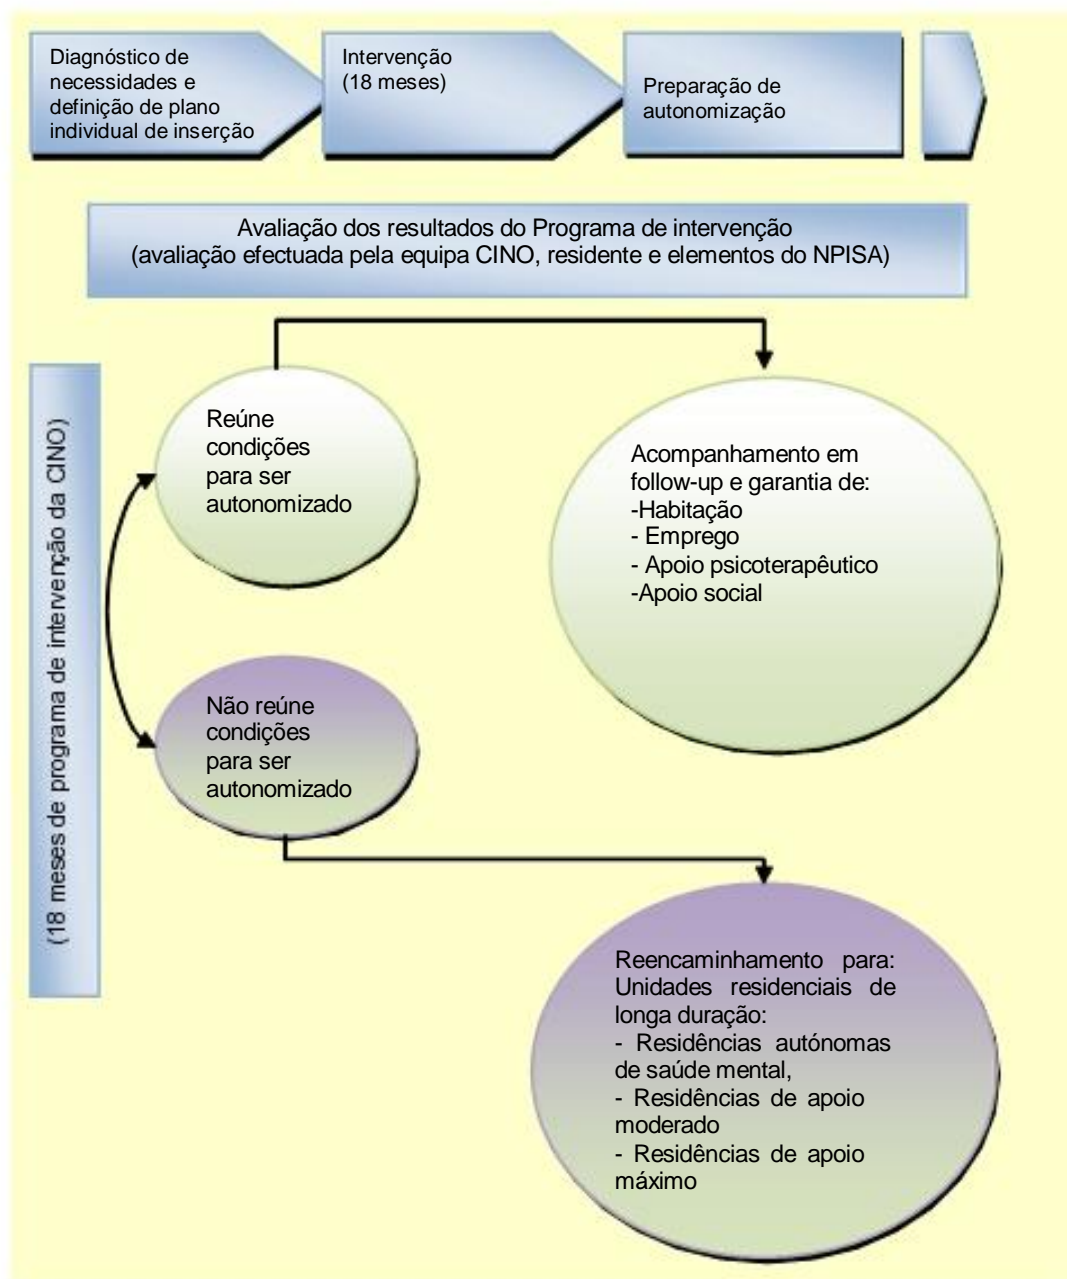 Diagnóstico de
necessidades e
definição de plano
individual de inserção
Intervenção
(18 meses)
Preparação de
autonomização
Avaliação dos resultados do Programa de intervenção
(avaliação efectuada pela equipa CINO, residente e elementos do NPISA)
(18 meses de programa de intervenção da CINO)
Reúne
condições
para ser
autonomizado
Acompanhamento em
follow-up e garantia de:
-Habitação
- Emprego
- Apoio psicoterapêutico
-Apoio social
Não reúne
condições
para ser
autonomizado
Reencaminhamento para:
Unidades residenciais de
longa duração:
- Residências autónomas
de saúde mental,
- Residências de apoio
moderado
- Residências de apoio
máximo